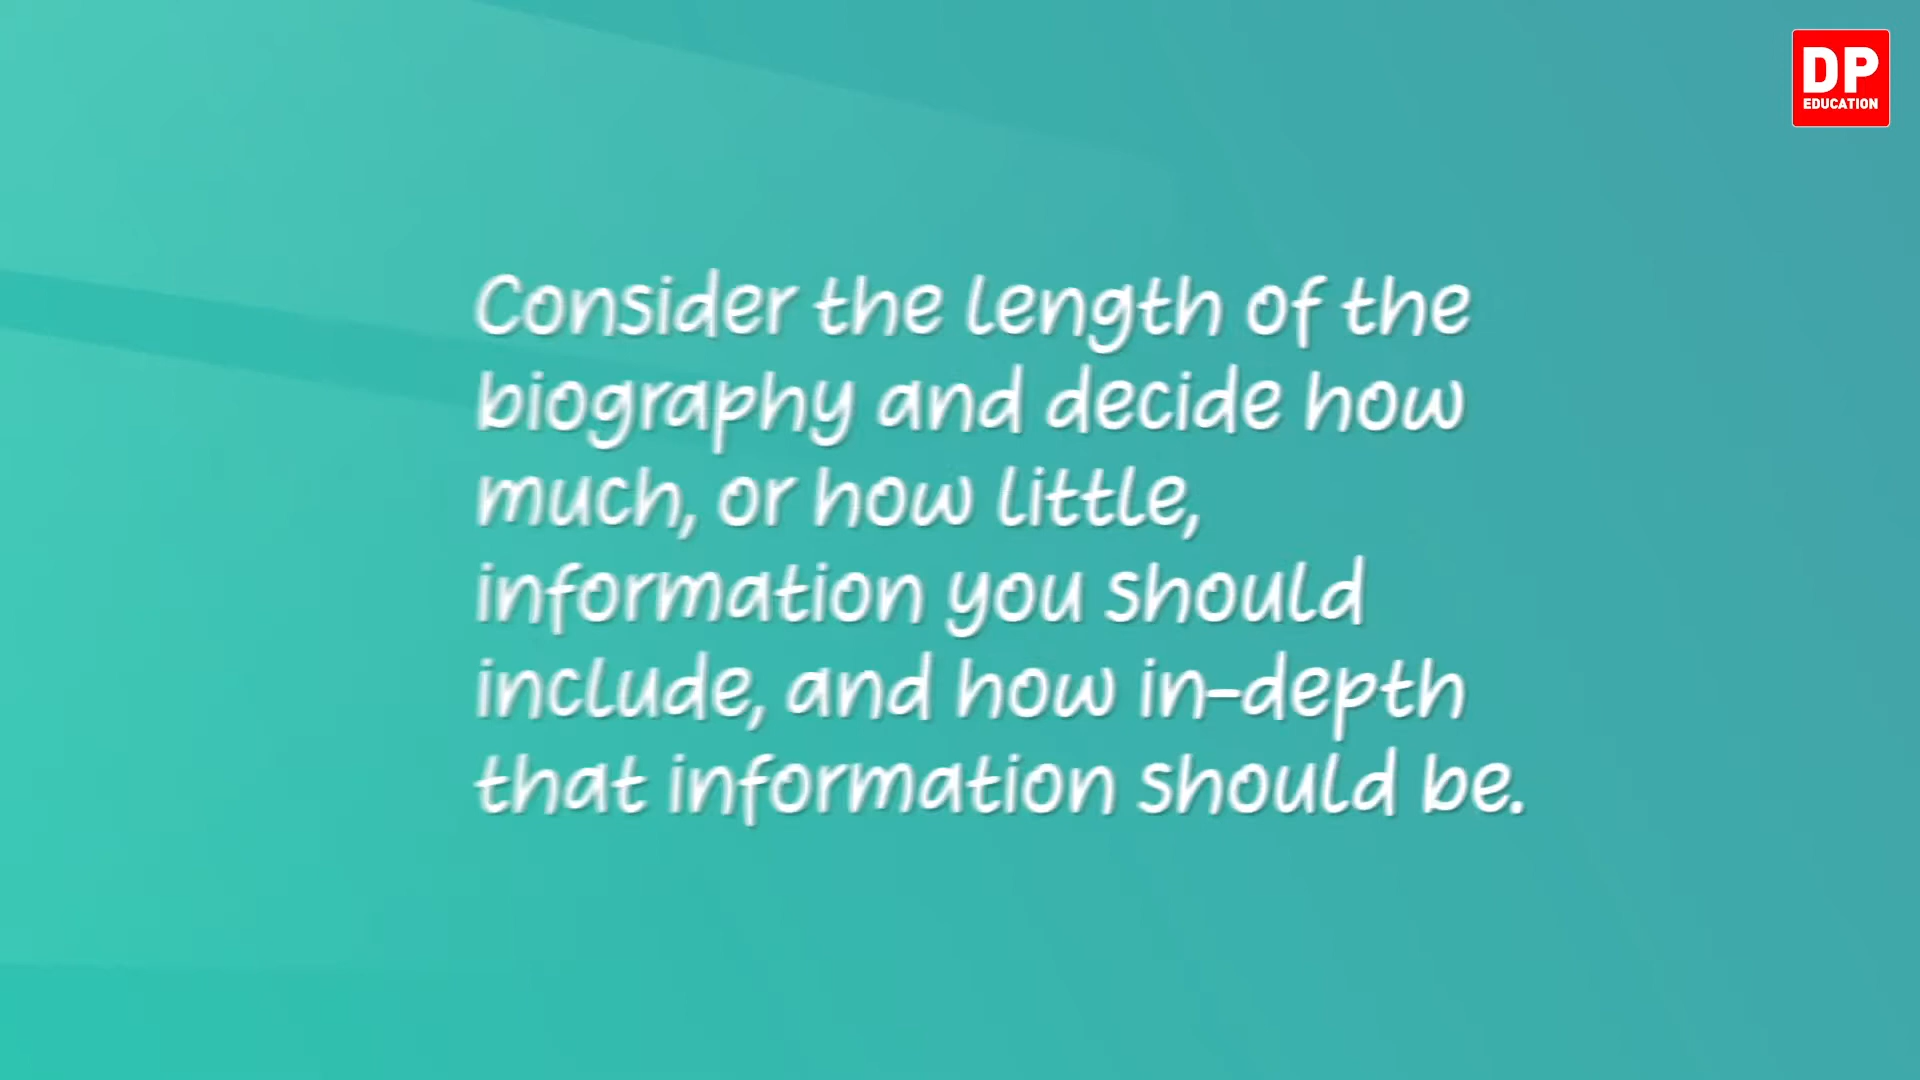 DP
EDUCATION
Consider the length of the
biography and decide how
much, or how little,
information you should
include, and how in-depth
that information should be.